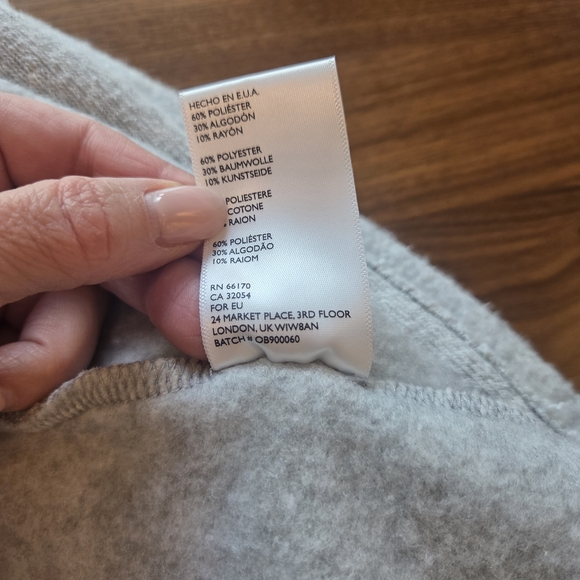 HECHO EN E.U.A.
60% POLIÉSTER
30% ALGODÓN
10% RAYÓN
60% POLYESTER
30% BAUMWOLLE
10% KUNSTSEIDE
POLIESTERE
COTONE
RAION
60% POLIÉSTER
30% ALGODÃO
10% RAIOM
RN 66170
CA 32054
FOR EU
24 MARKET PLACE, 3RD FLOOR
LONDON, UK W1W8AN
BATCH # OB900060